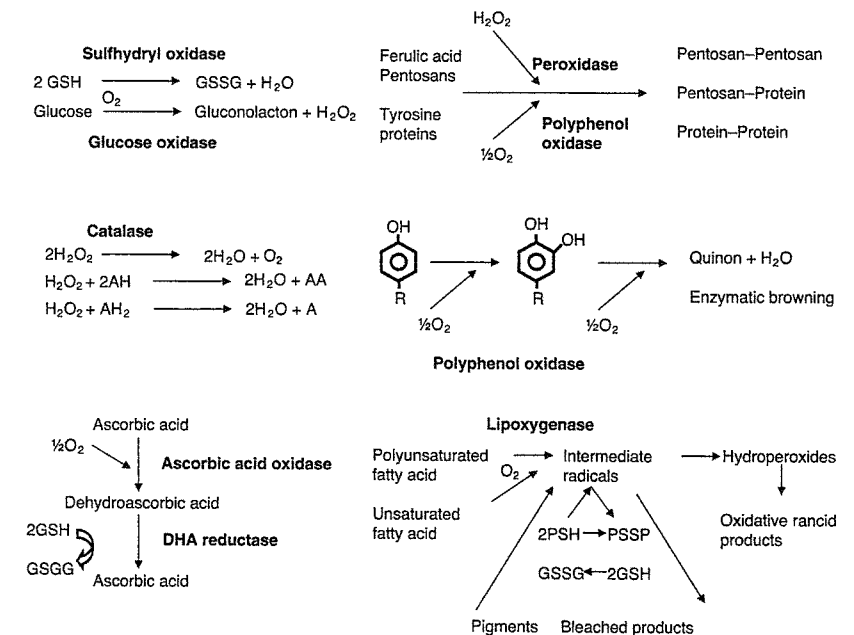 Sulfhydryl oxidase
2 GSH GSSG + H₂O
O₂
Glucose Gluconolacton + H₂O₂
Glucose oxidase
H₂O₂
Ferulic acid
Pentosans
Peroxidase
Tyrosine
proteins
Polyphenol
oxidase
½O₂
Pentosan–Pentosan
Pentosan–Protein
Protein–Protein
Catalase
2H₂O₂ 2H₂O + O₂
H₂O₂ + 2AH 2H₂O + AA
H₂O₂ + AH₂ 2H₂O + A
OH
R
½O₂
OH
OH
R
½O₂
Quinon + H₂O
Enzymatic browning
Polyphenol oxidase
Ascorbic acid
½O₂
Ascorbic acid oxidase
Dehydroascorbic acid
2GSH
DHA reductase
GSGG
Ascorbic acid
Lipoxygenase
Polyunsaturated
fatty acid
O₂
Intermediate
radicals
Hydroperoxides
Unsaturated
fatty acid
2PSH PSSP
GSSG 2GSH
Oxidative rancid
products
Pigments Bleached products